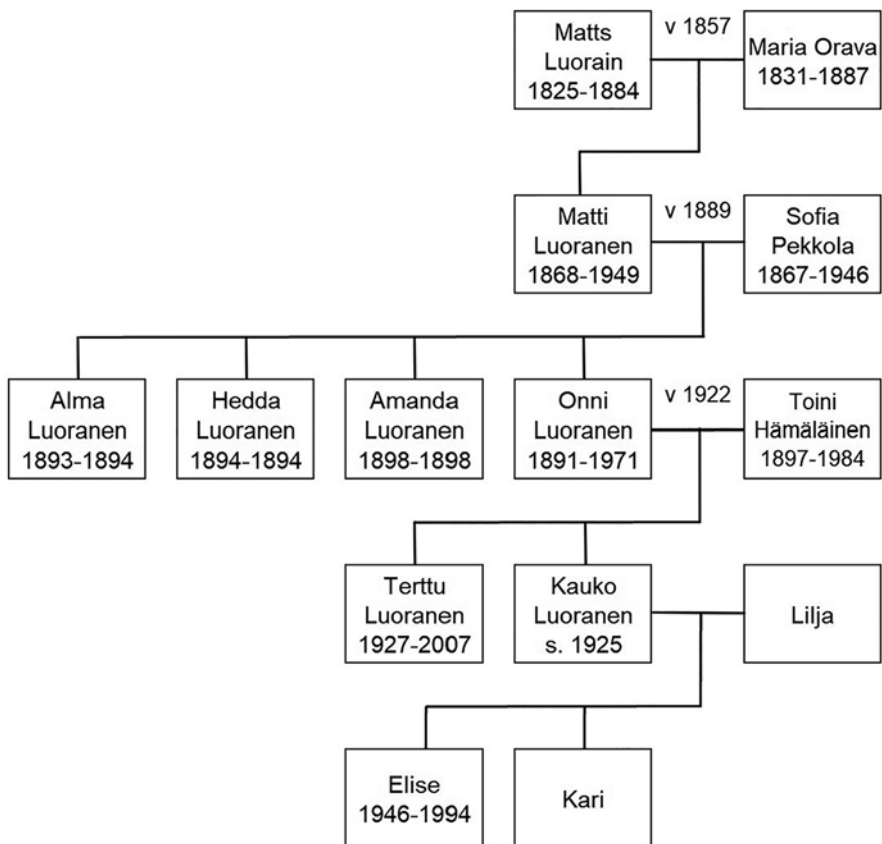 Matts
Luorain
1825-1884
v 1857
Maria Orava
1831-1887
Matti
Luoranen
1868-1949
v 1889
Sofia
Pekkola
1867-1946
Alma
Luoranen
1893-1894
Hedda
Luoranen
1894-1894
Amanda
Luoranen
1898-1898
Onni
Luoranen
1891-1971
v 1922
Toini
Hämäläinen
1897-1984
Terttu
Luoranen
1927-2007
Kauko
Luoranen
s. 1925
Lilja
Elise
1946-1994
Kari